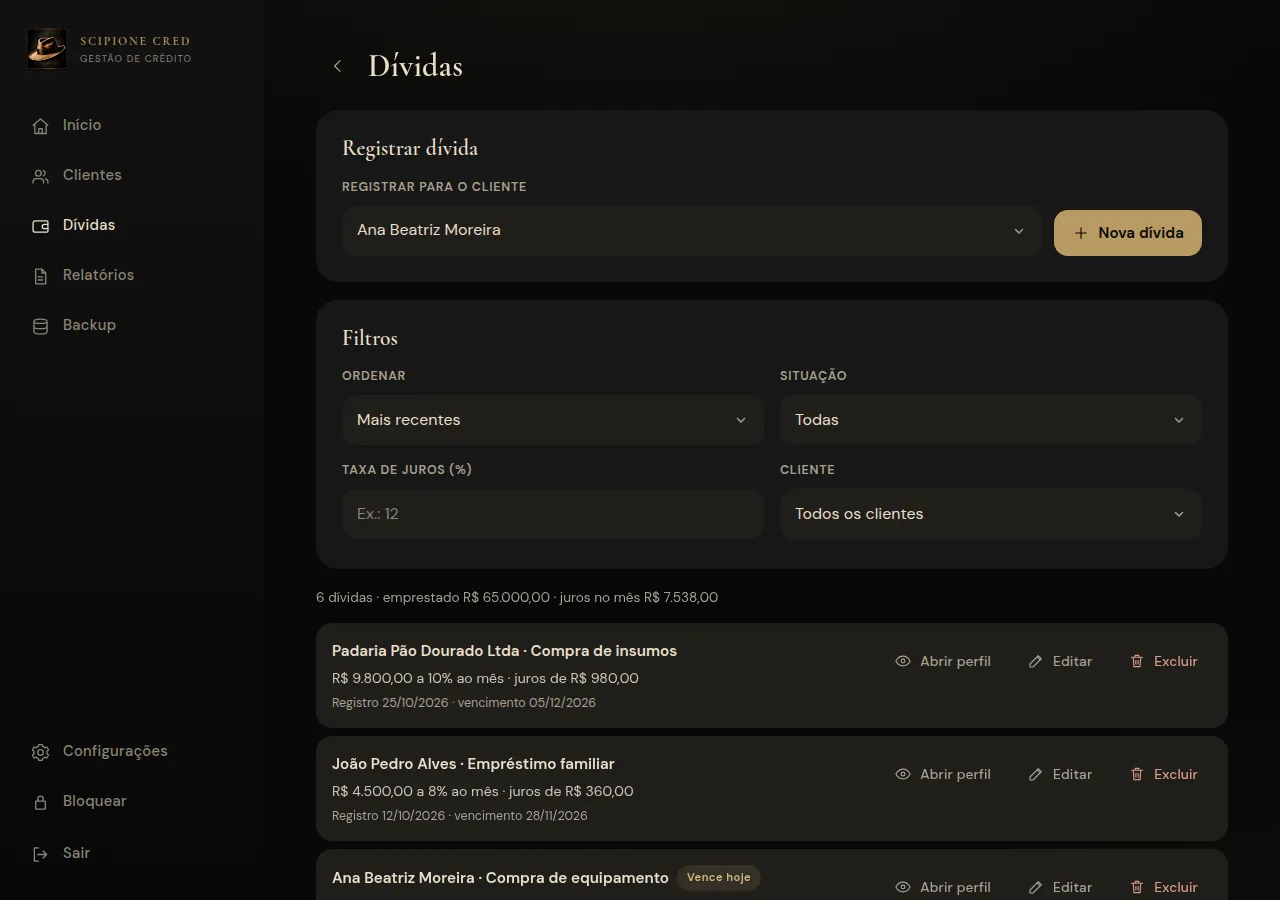 SCIPIONE CRED
GESTÃO DE CRÉDITO
Início
Clientes
Dívidas
Relatórios
Backup
Configurações
Bloquear
Sair
Dívidas
Registrar dívida
REGISTRAR PARA O CLIENTE
Ana Beatriz Moreira
Nova dívida
Filtros
ORDENAR
SITUAÇÃO
Mais recentes
Todas
TAXA DE JUROS (%)
CLIENTE
Ex.: 12
Todos os clientes
6 dívidas · emprestado R$ 65.000,00 · juros no mês R$ 7.538,00
Padaria Pão Dourado Ltda · Compra de insumos
Abrir perfil
Editar
Excluir
R$ 9.800,00 a 10% ao mês · juros de R$ 980,00
Registro 25/10/2026 · vencimento 05/12/2026
João Pedro Alves · Empréstimo familiar
Abrir perfil
Editar
Excluir
R$ 4.500,00 a 8% ao mês · juros de R$ 360,00
Registro 12/10/2026 · vencimento 28/11/2026
Ana Beatriz Moreira · Compra de equipamento
Vence hoje
Abrir perfil
Editar
Excluir